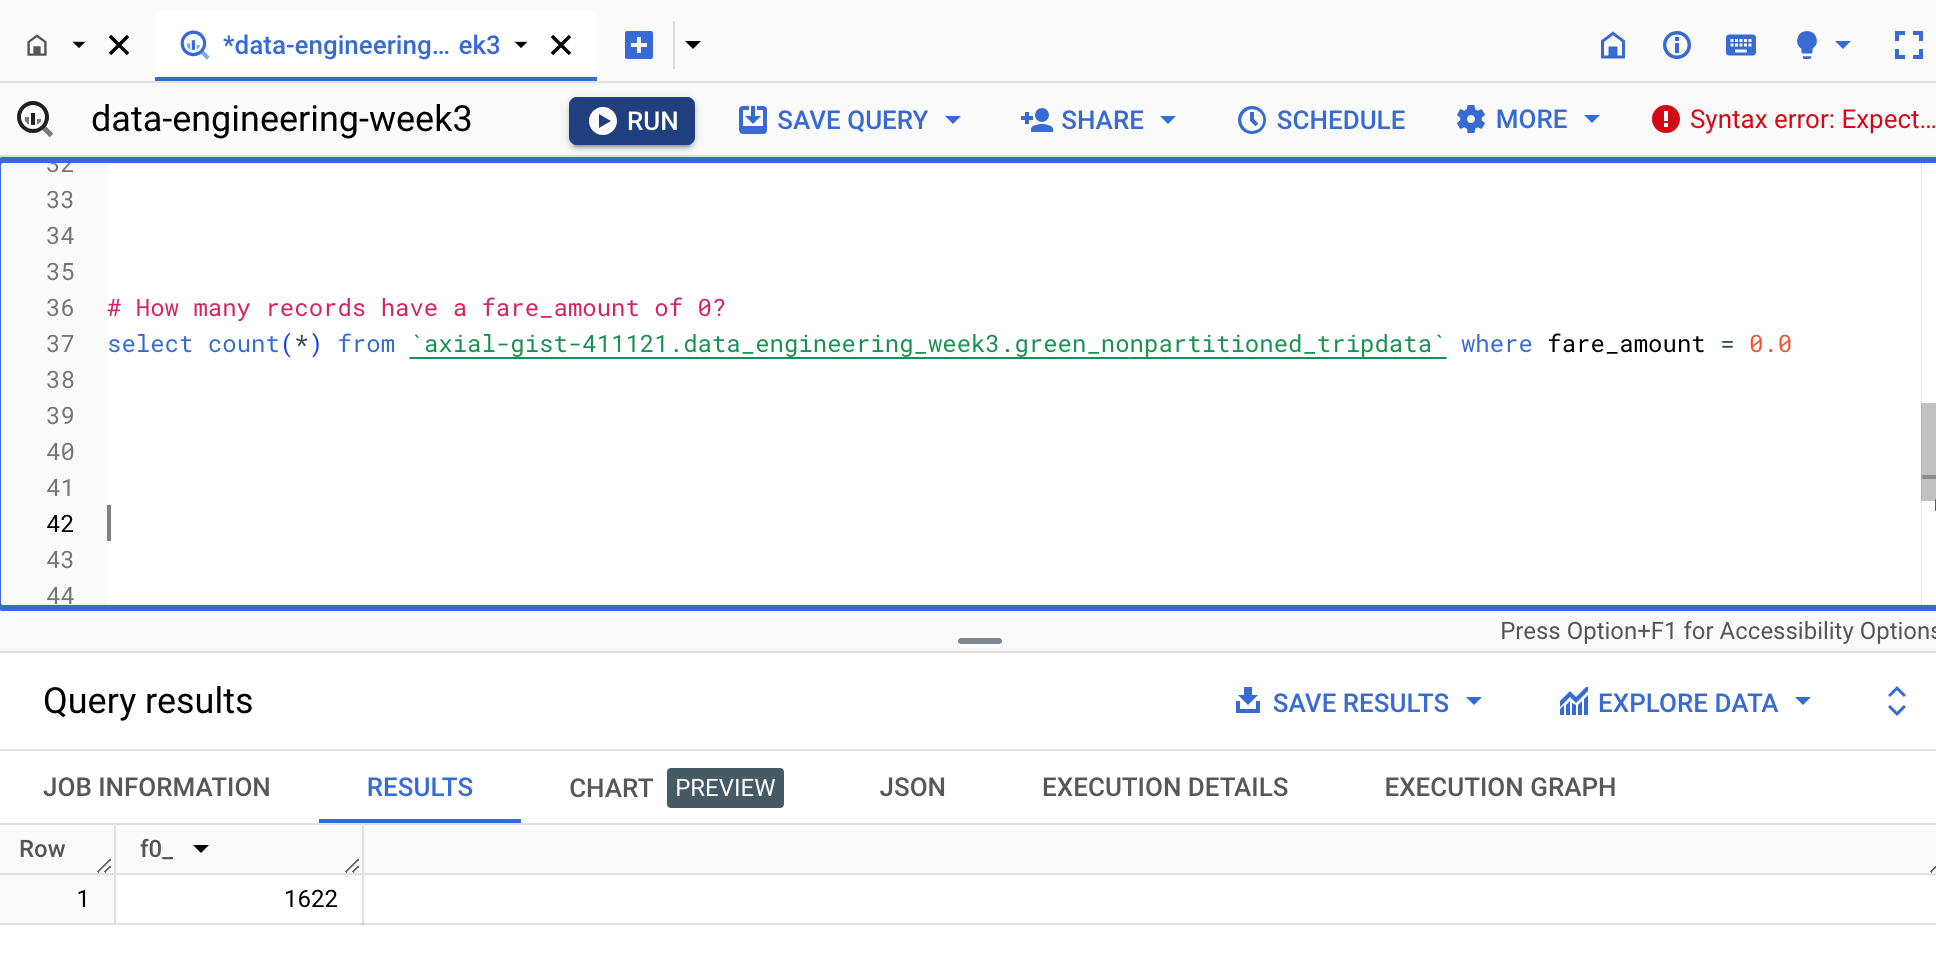 *data-engineering... ek3
data-engineering-week3
RUN
SAVE QUERY
SHARE
SCHEDULE
MORE
Syntax error: Expect...
32
33
34
35
36 # How many records have a fare_amount of 0?
37 select count(*) from `axial-gist-411121.data_engineering_week3.green_nonpartitioned_tripdata` where fare_amount = 0.0
38
39
40
41
42
43
44
Press Option+F1 for Accessibility Options
Query results
SAVE RESULTS
EXPLORE DATA
JOB INFORMATION
RESULTS
CHART PREVIEW
JSON
EXECUTION DETAILS
EXECUTION GRAPH
Row f0_
1 1622